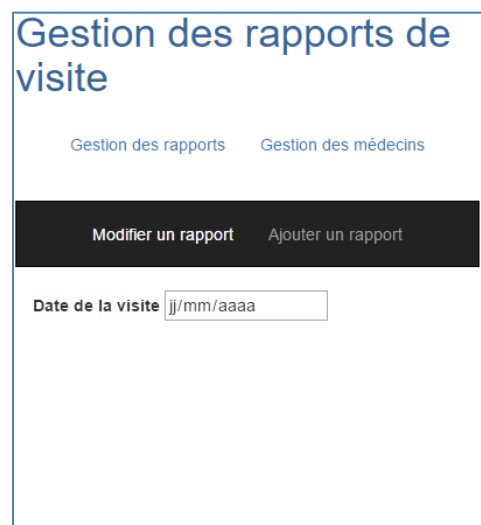 Gestion des rapports de
visite
Gestion des rapports Gestion des médecins
Modifier un rapport Ajouter un rapport
Date de la visite jj/mm/aaaa